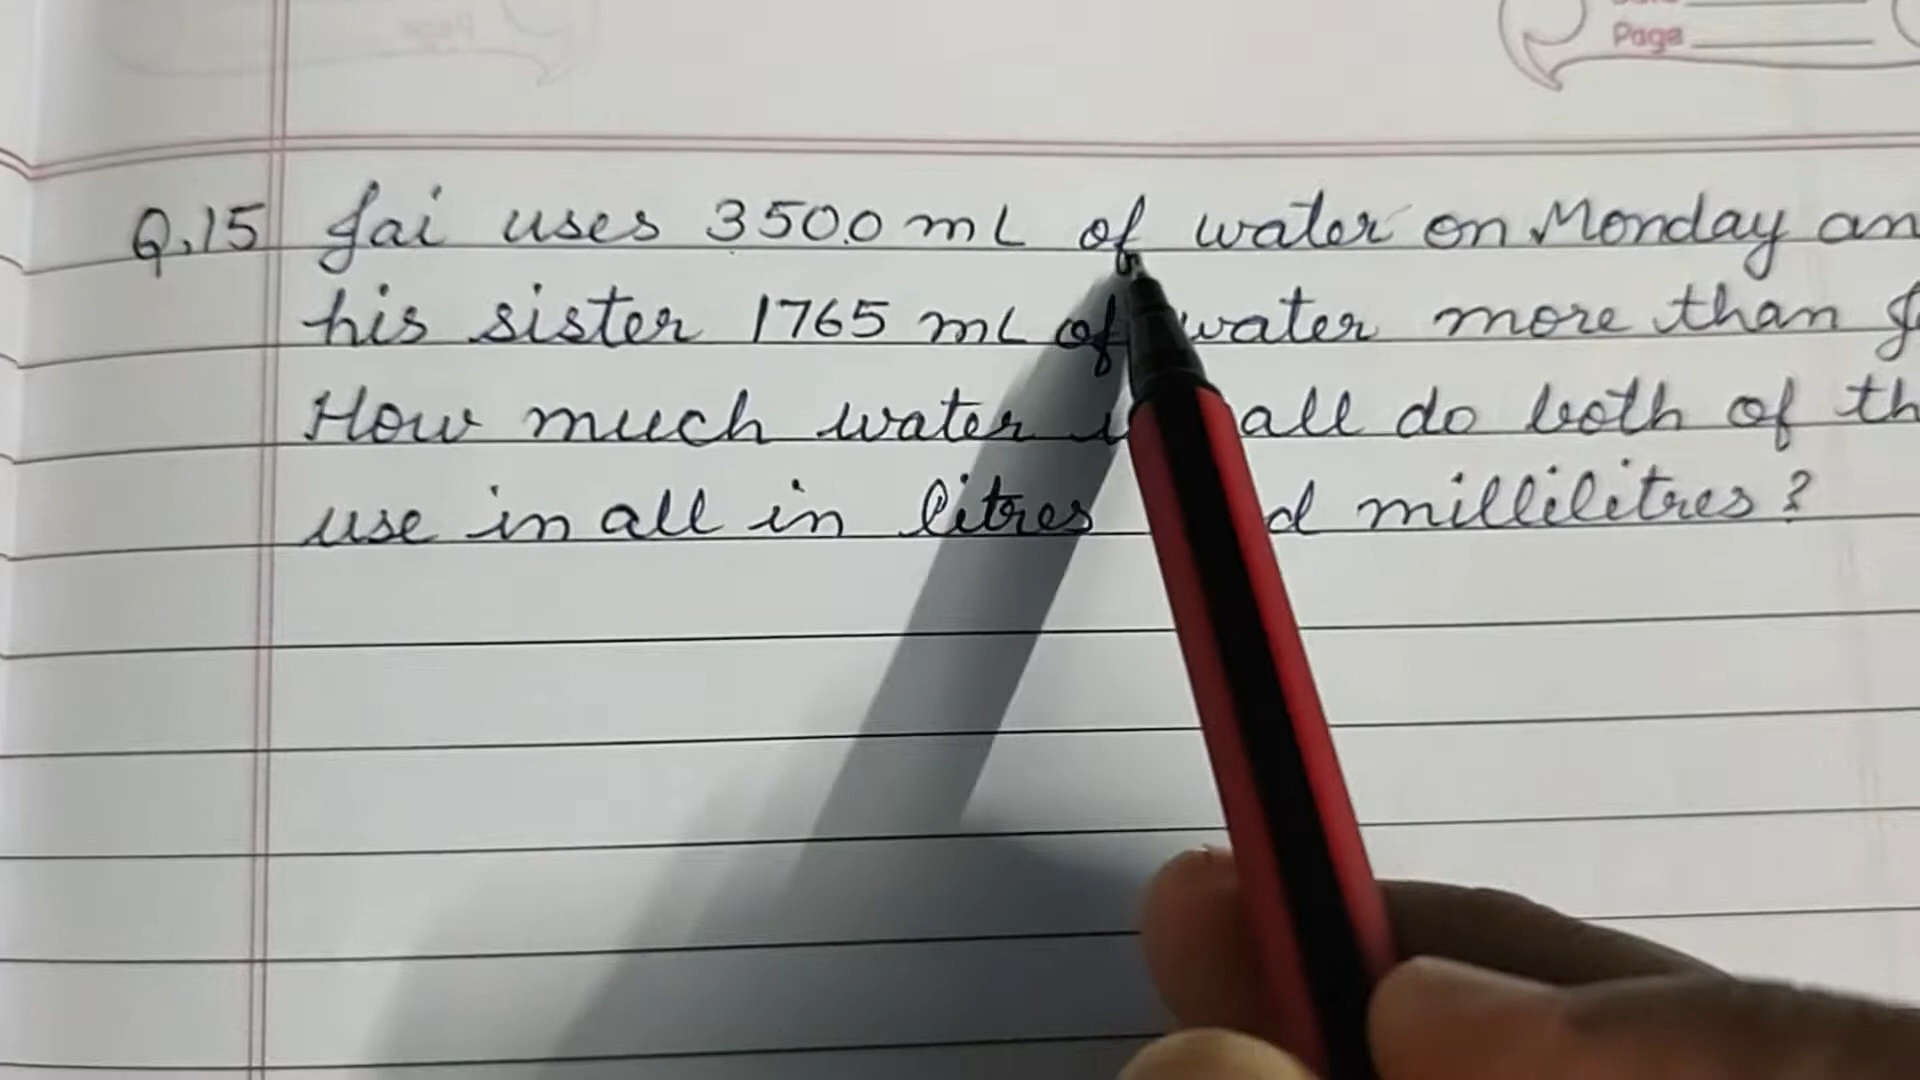 Page
Q.15 Jai uses 3500 mL of water on Monday an
his sister 1765 mL of water more than
How much water all do both of th
use in all in litres d millilitres?